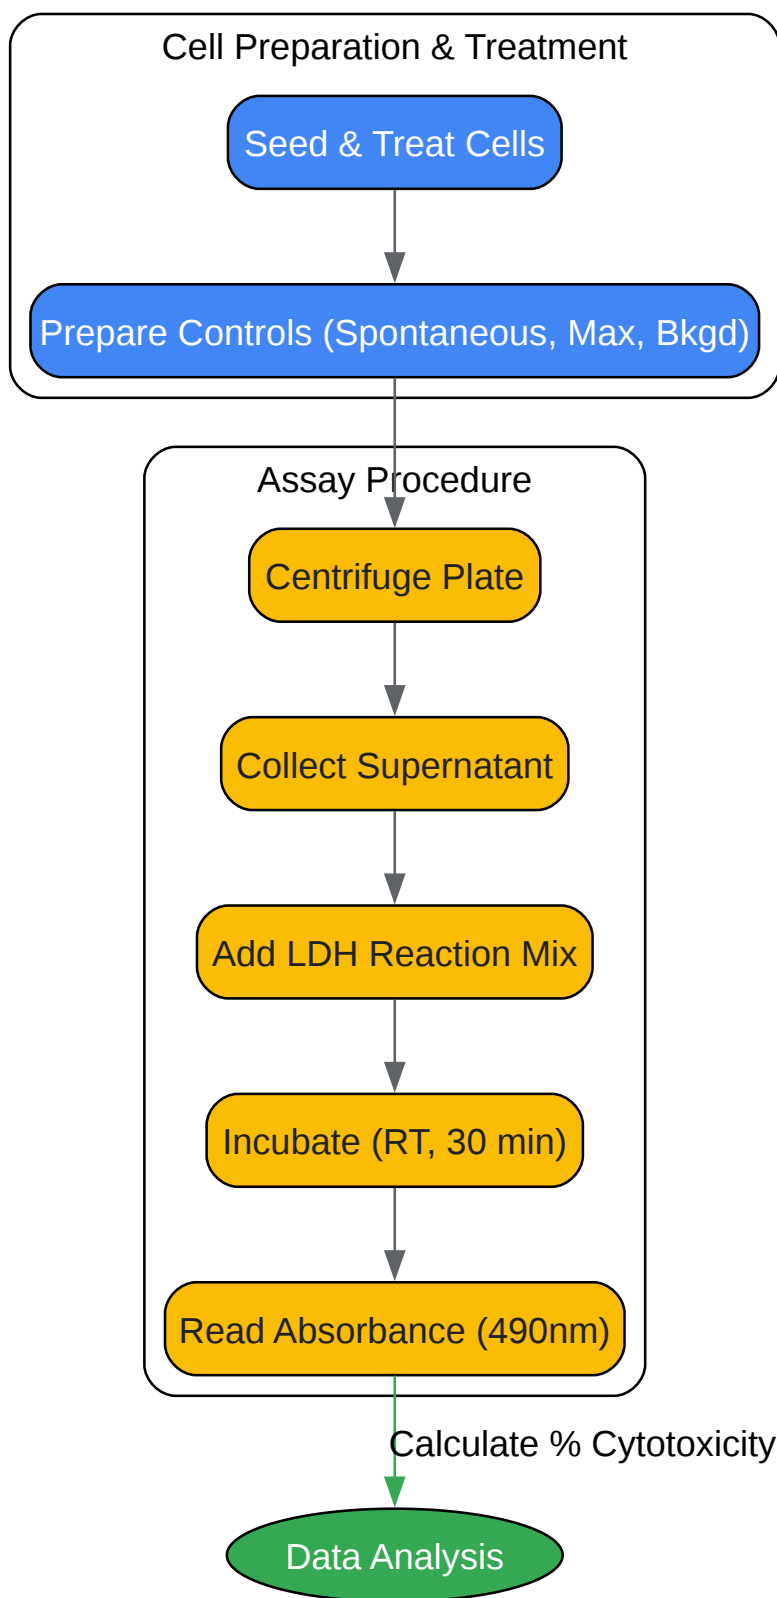 Cell Preparation & Treatment
Seed & Treat Cells
Prepare Controls (Spontaneous, Max, Bkgd)
Assay Procedure
Centrifuge Plate
Collect Supernatant
Add LDH Reaction Mix
Incubate (RT, 30 min)
Read Absorbance (490nm)
Calculate % Cytotoxicity
Data Analysis